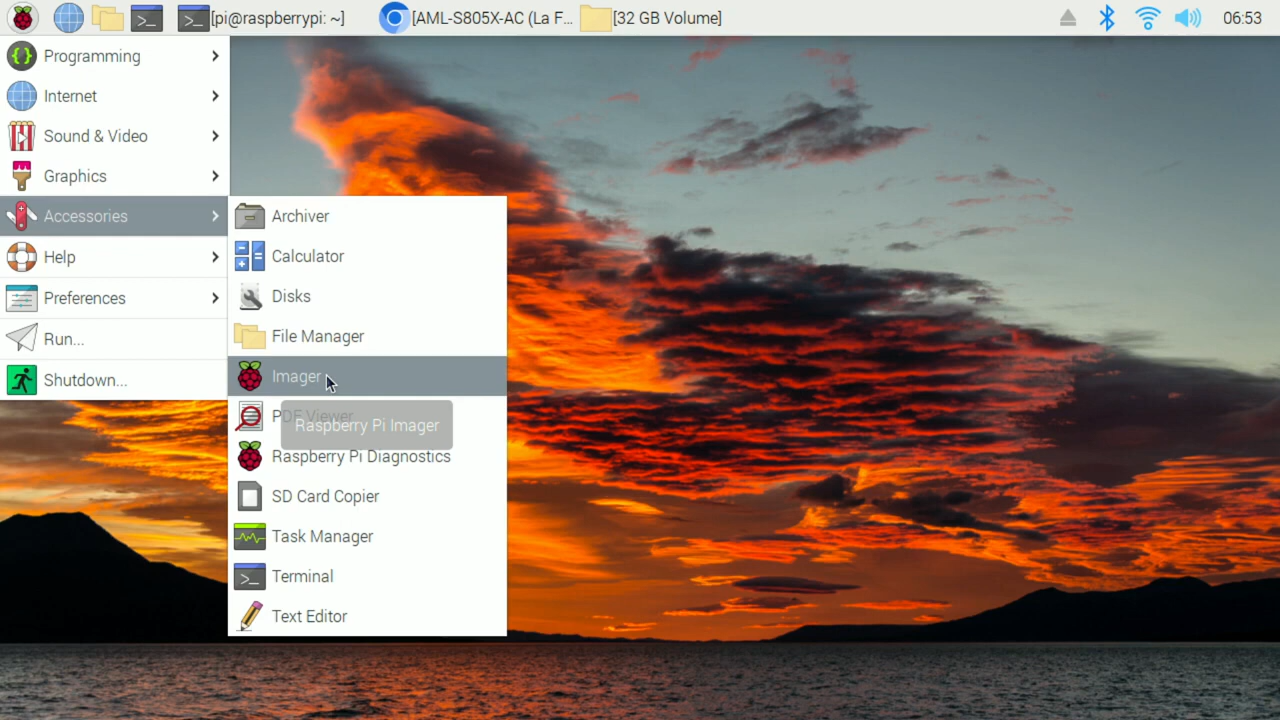 [pi@raspberrypi: ~] [AML-S805X-AC (La F... [32 GB Volume] 06:53
Programming
Internet
Sound & Video
Graphics
Accessories
Help
Preferences
Run...
Shutdown...
Archiver
Calculator
Disks
File Manager
Imager
PDF Viewer
Raspberry Pi Imager
Raspberry Pi Diagnostics
SD Card Copier
Task Manager
Terminal
Text Editor